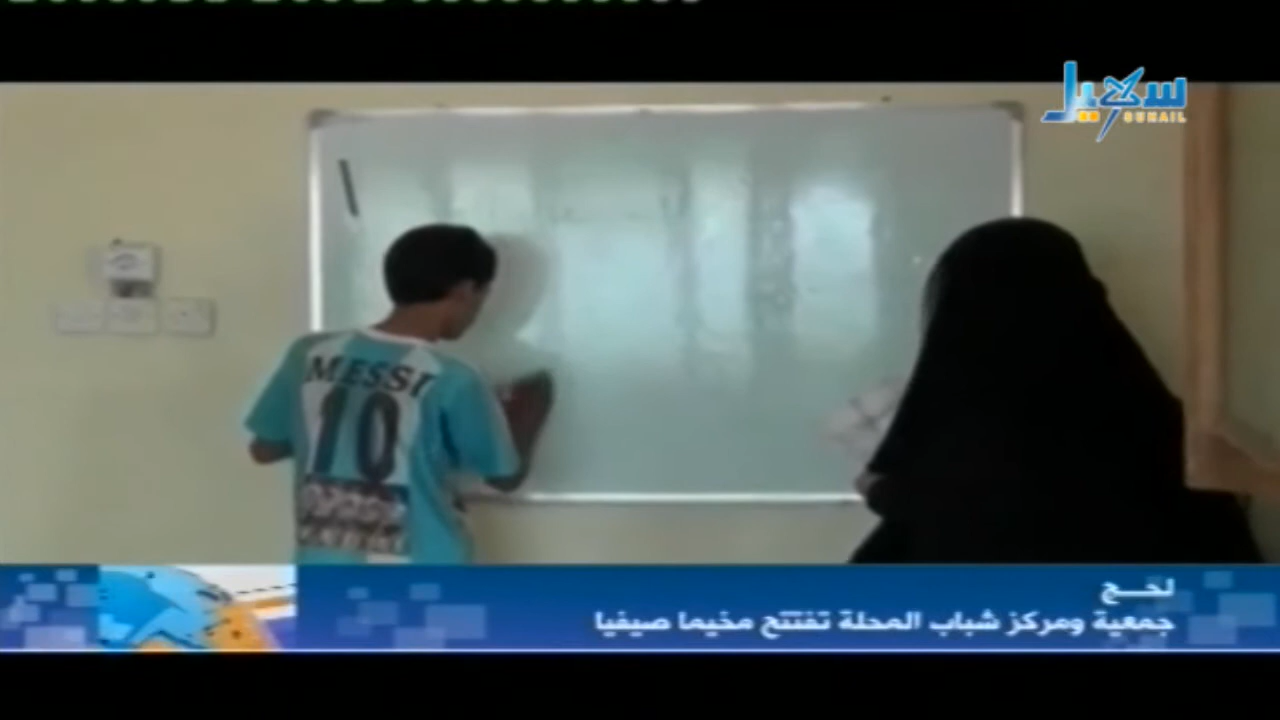 سهيل
SUHAIL
MESSI
10
لحج
جمعية ومركز شباب المحلة تفتتح مخيما صيفيا